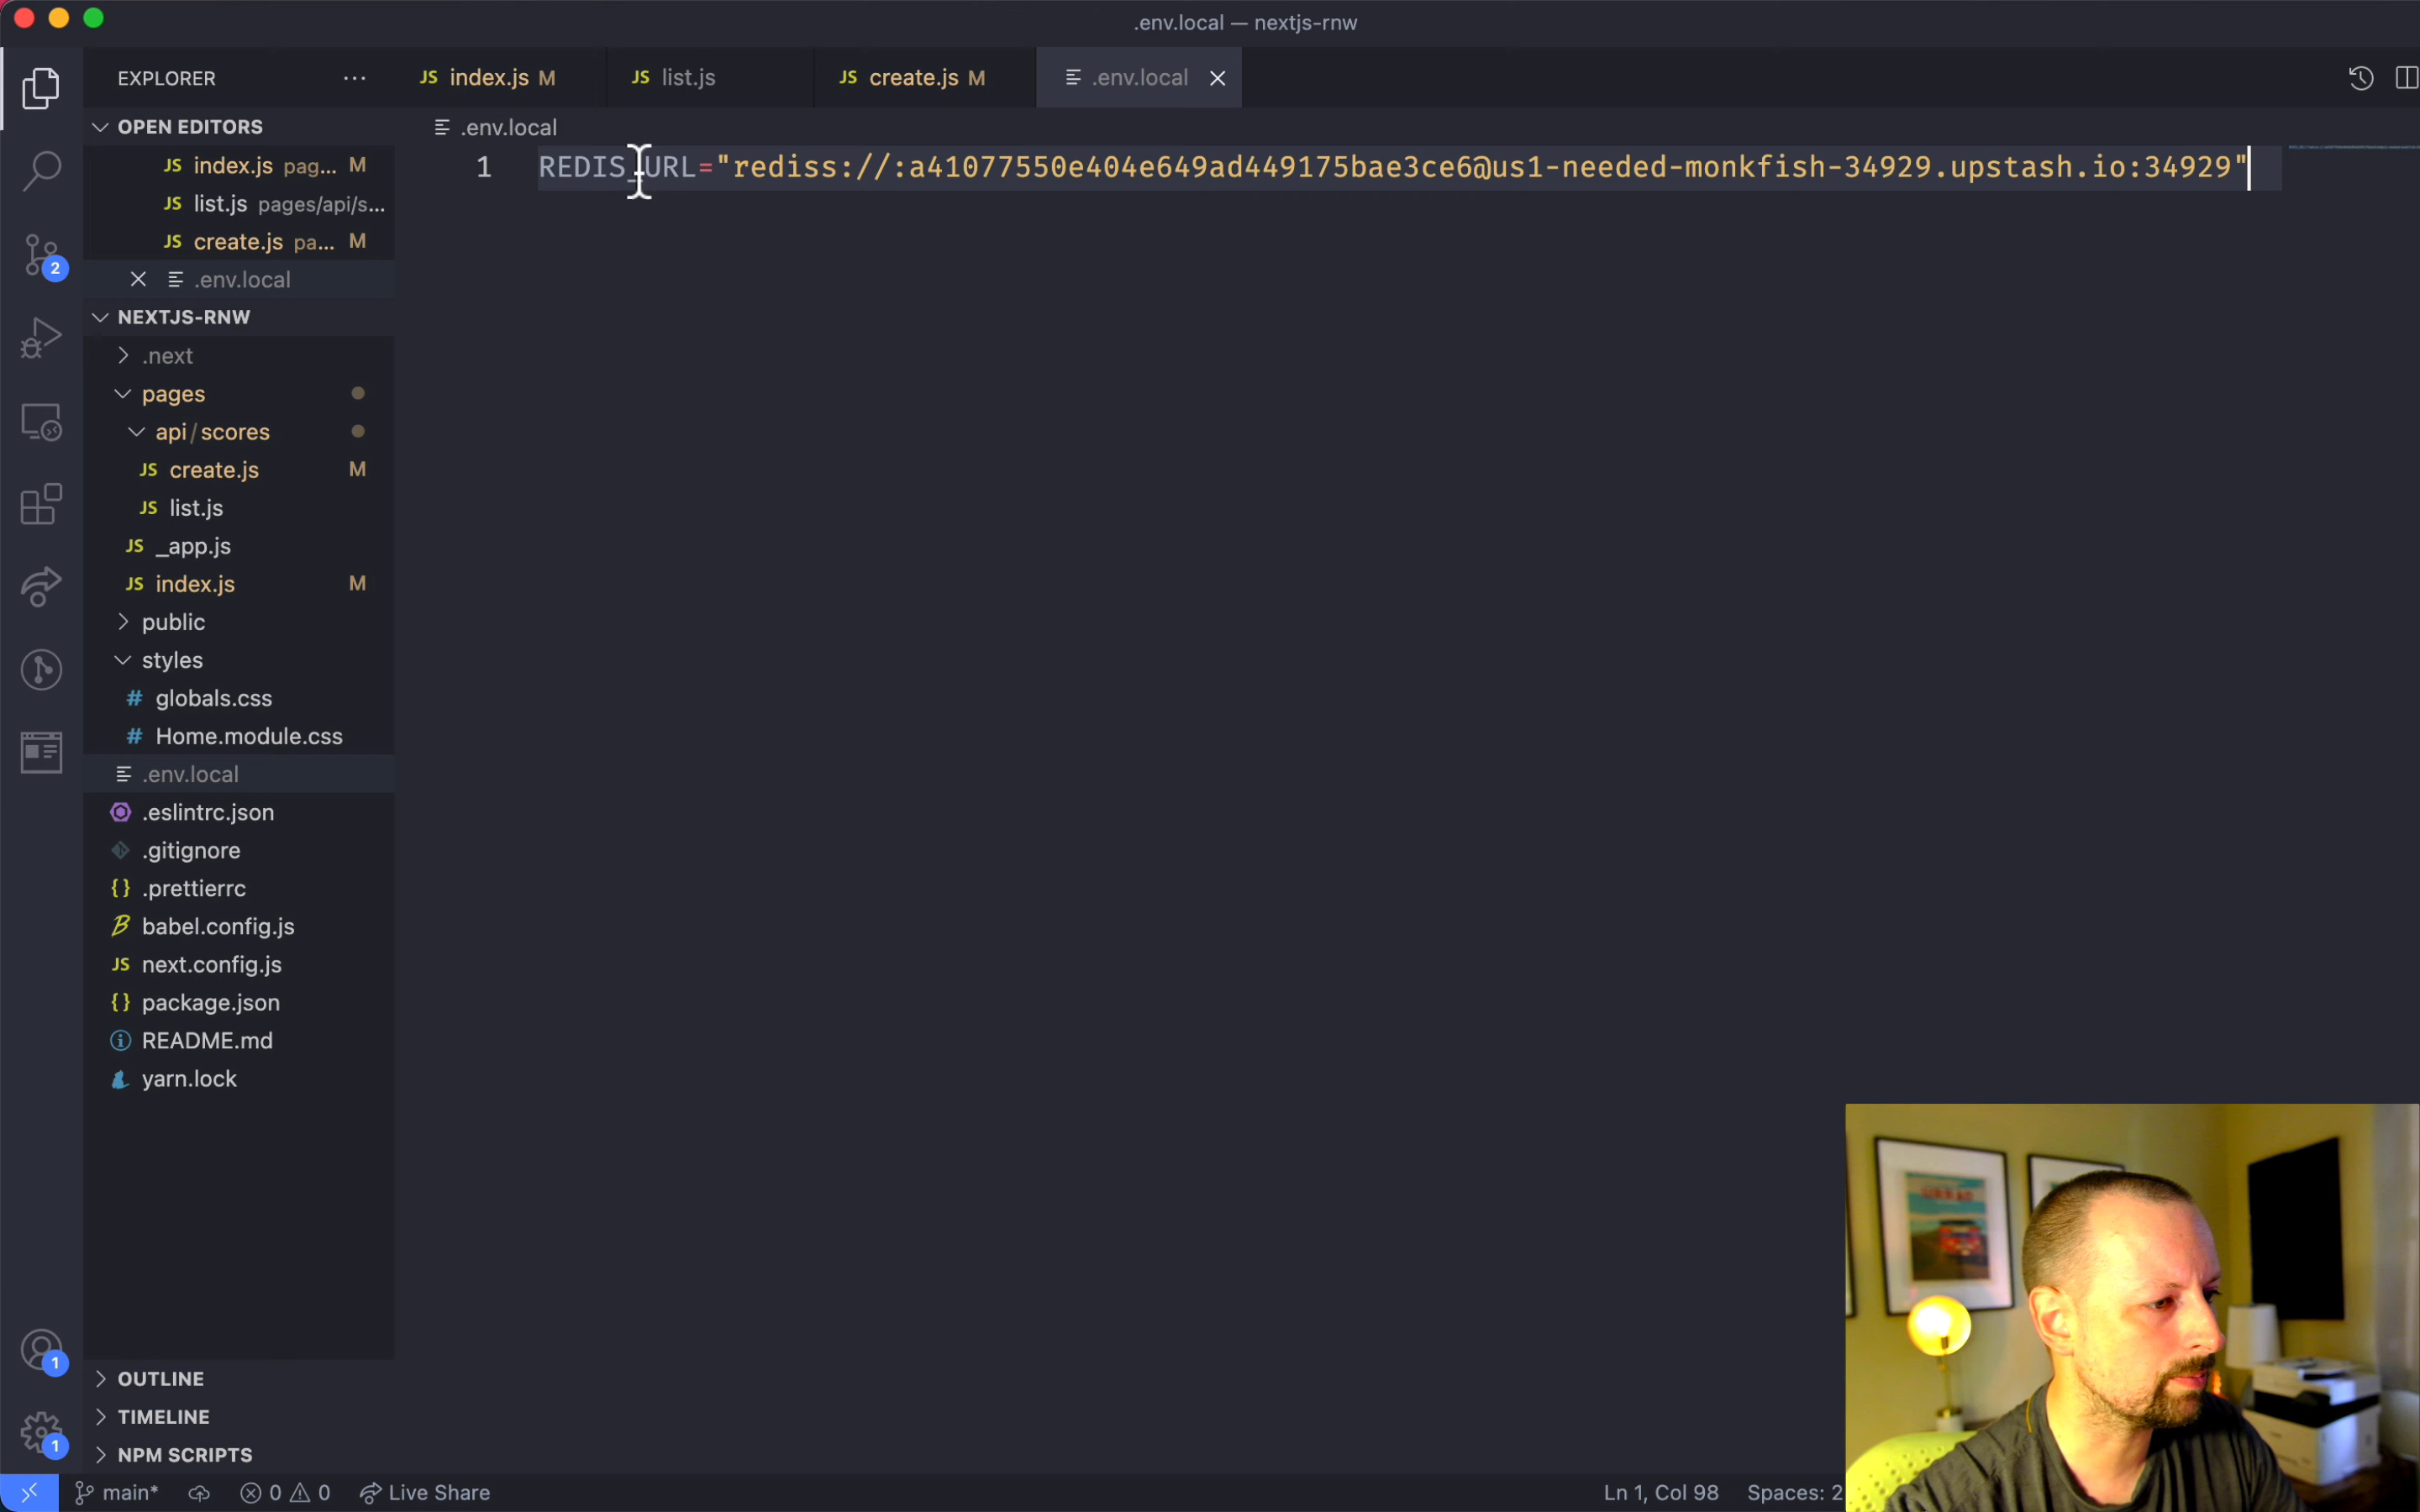 .env.local — nextjs-rnw
EXPLORER ···
JS index.js M
JS list.js
JS create.js M
.env.local
OPEN EDITORS
JS index.js pag... M
JS list.js pages/api/s...
JS create.js pa... M
.env.local
.env.local
1 REDIS_URL="rediss://:a41077550e404e649ad449175bae3ce6@us1-needed-monkfish-34929.upstash.io:34929"
NEXTJS-RNW
.next
pages
api/scores
JS create.js M
JS list.js
JS _app.js
JS index.js M
public
styles
# globals.css
# Home.module.css
.env.local
.eslintrc.json
.gitignore
{} .prettierrc
babel.config.js
JS next.config.js
{} package.json
README.md
yarn.lock
OUTLINE
TIMELINE
NPM SCRIPTS
2
1
1
main*
0 0
Live Share
Ln 1, Col 98
Spaces: 2